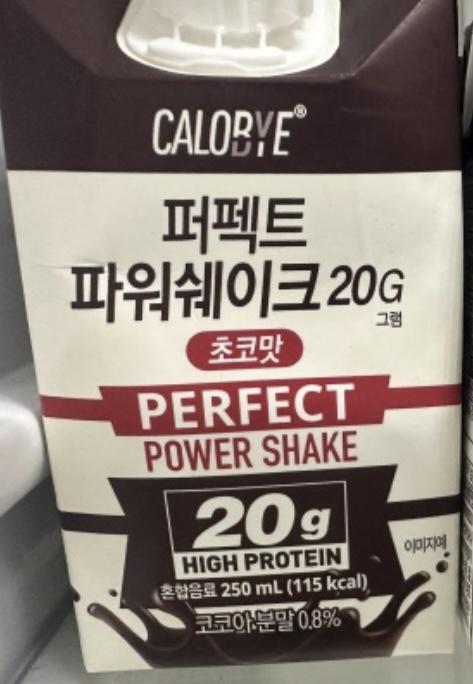 CALOBYE®
퍼펙트
파워쉐이크 20G
그램
초코맛
PERFECT
POWER SHAKE
20g
HIGH PROTEIN
이미지예
혼합음료 250 mL (115 kcal)
코코아분말 0.8%